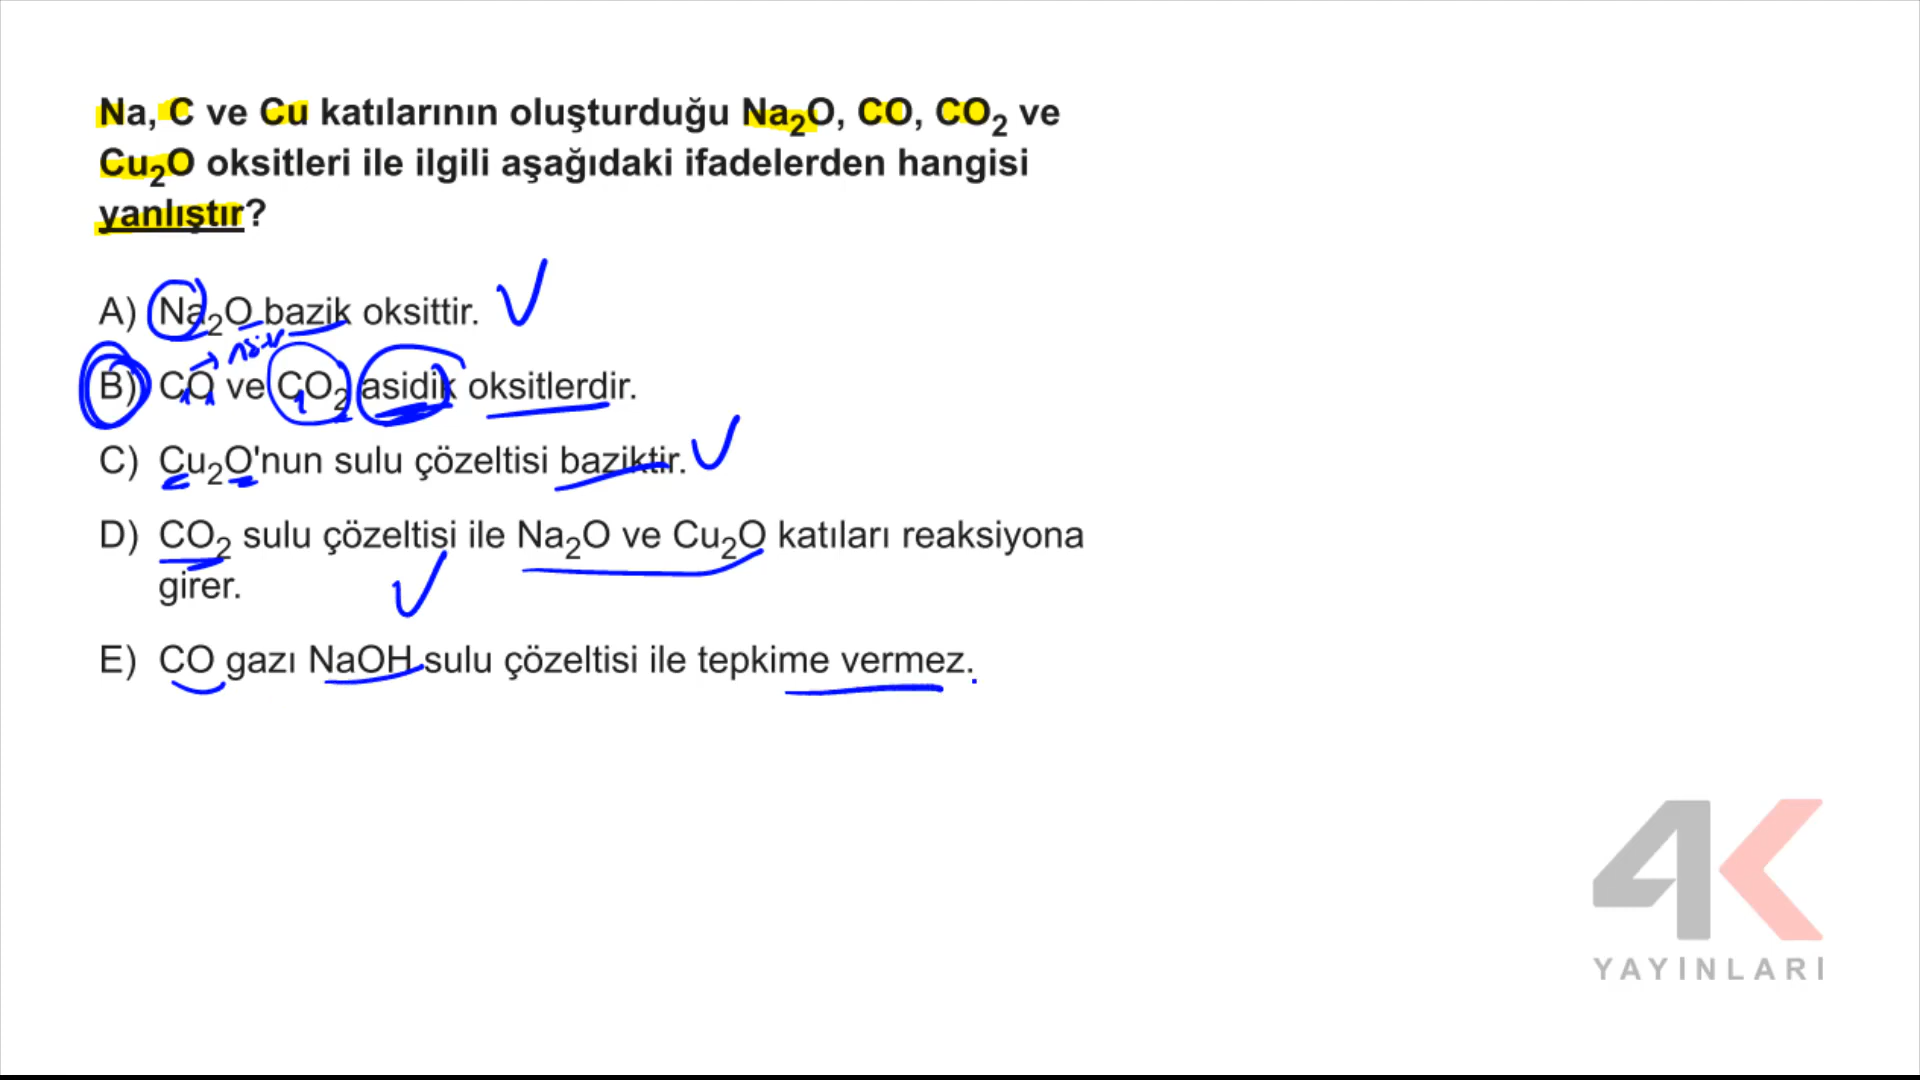 Na, C ve Cu katılarının oluşturduğu Na₂O, CO, CO₂ ve
Cu₂O oksitleri ile ilgili aşağıdaki ifadelerden hangisi
yanlıştır?
A) Na₂O bazik oksittir.
nötr
B) CO ve CO₂ asidik oksitlerdir.
C) Cu₂O'nun sulu çözeltisi baziktir.
D) CO₂ sulu çözeltisi ile Na₂O ve Cu₂O katıları reaksiyona
girer.
E) CO gazı NaOH sulu çözeltisi ile tepkime vermez.
4K
YAYINLARI